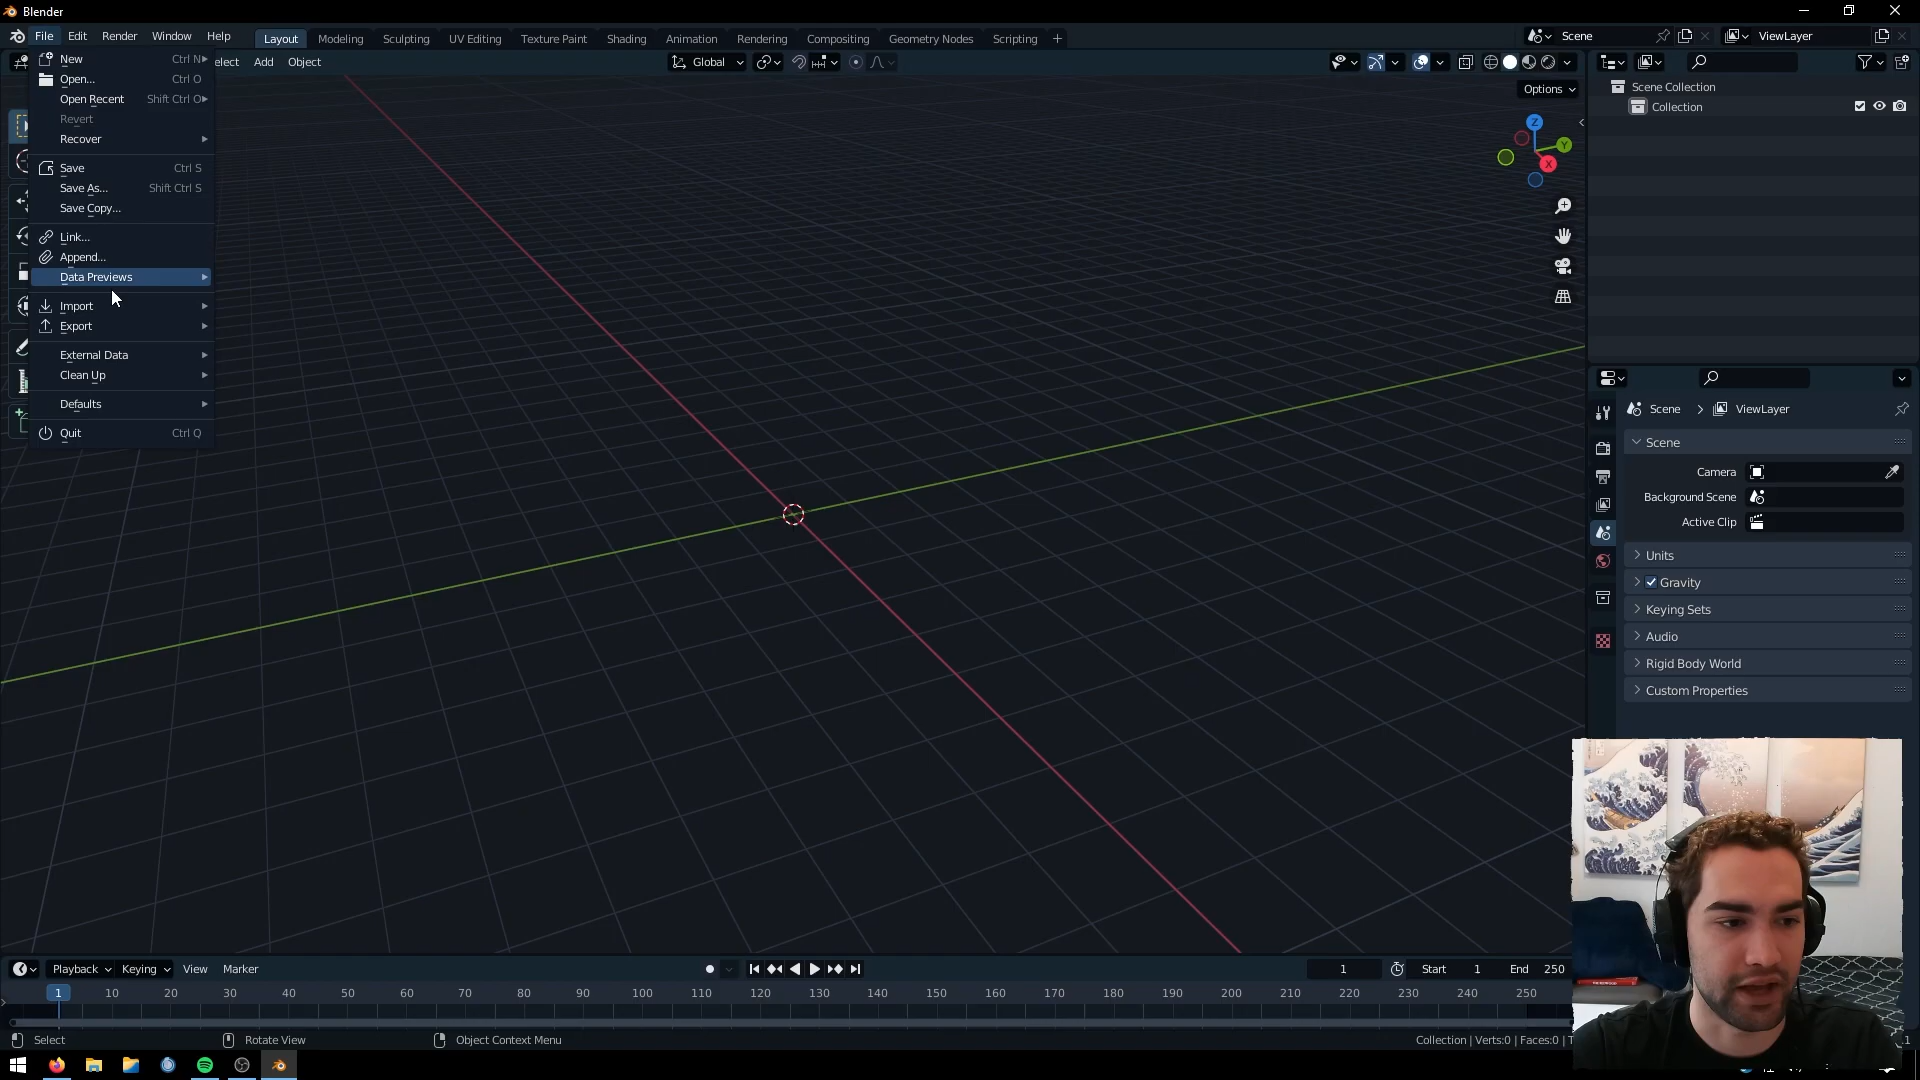 Blender
File Edit Render Window Help Layout Modeling Sculpting UV Editing Texture Paint Shading Animation Rendering Compositing Geometry Nodes Scripting + Scene ViewLayer
elect Add Object Global
Options
Z
Y
X
New Ctrl N
Open... Ctrl O
Open Recent Shift Ctrl O
Revert
Recover
Save Ctrl S
Save As... Shift Ctrl S
Save Copy...
Link...
Append...
Data Previews
Import
Export
External Data
Clean Up
Defaults
Quit Ctrl Q
Scene Collection
Collection
Scene > ViewLayer
Scene
Camera
Background Scene
Active Clip
Units
Gravity
Keying Sets
Audio
Rigid Body World
Custom Properties
Playback Keying View Marker 1 Start 1 End 250
1 10 20 30 40 50 60 70 80 90 100 110 120 130 140 150 160 170 180 190 200 210 220 230 240 250
Select Rotate View Object Context Menu Collection | Verts:0 | Faces:0 |